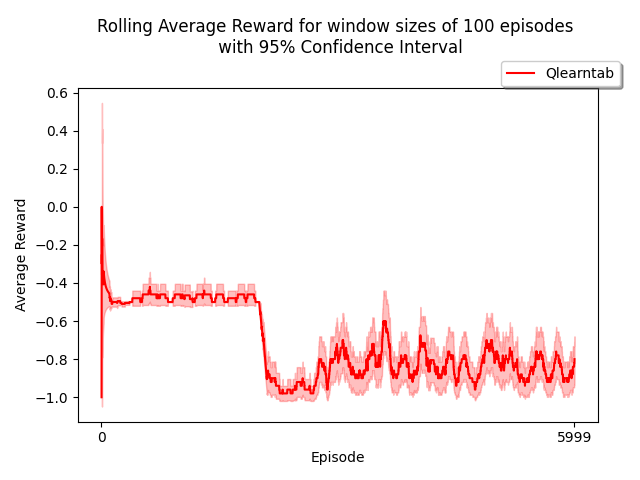 Rolling Average Reward for window sizes of 100 episodes
with 95% Confidence Interval
Qlearntab
0.6
0.4
0.2
0.0
−0.2
−0.4
−0.6
−0.8
−1.0
Average Reward
0
5999
Episode